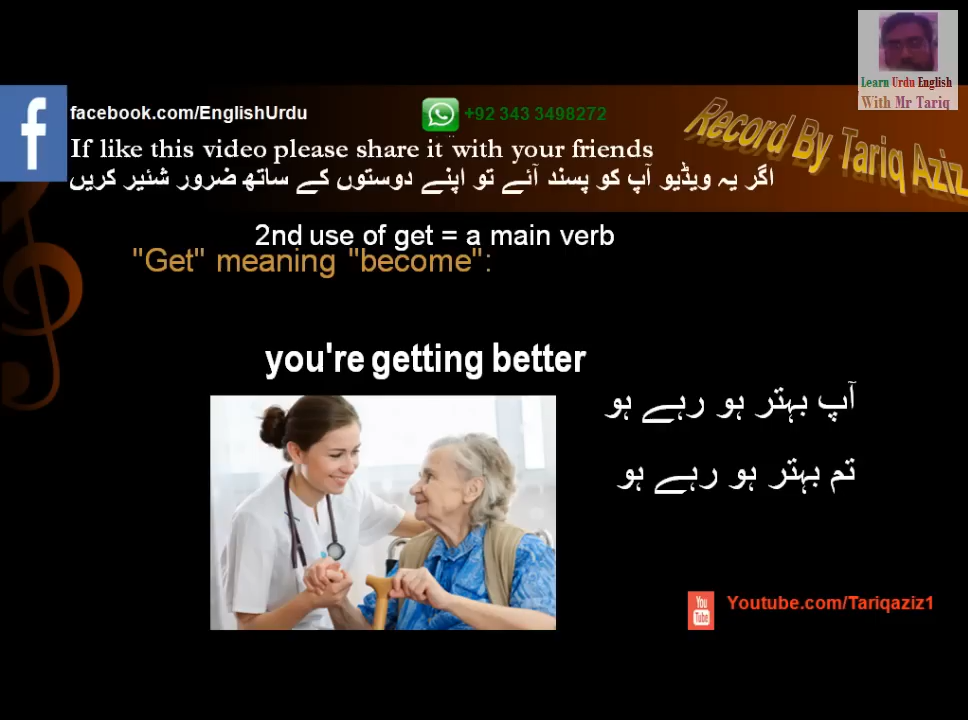 Learn Urdu English
With Mr Tariq
f
facebook.com/EnglishUrdu
+92 343 3498272
Record By Tariq Aziz
If like this video please share it with your friends
اگر یہ ویڈیو آپ کو پسند آئے تو اپنے دوستوں کے ساتھ ضرور شئیر کریں
2nd use of get = a main verb
"Get" meaning "become":
you're getting better
آپ بہتر ہو رہے ہو
تم بہتر ہو رہے ہو
You
Tube
Youtube.com/Tariqaziz1